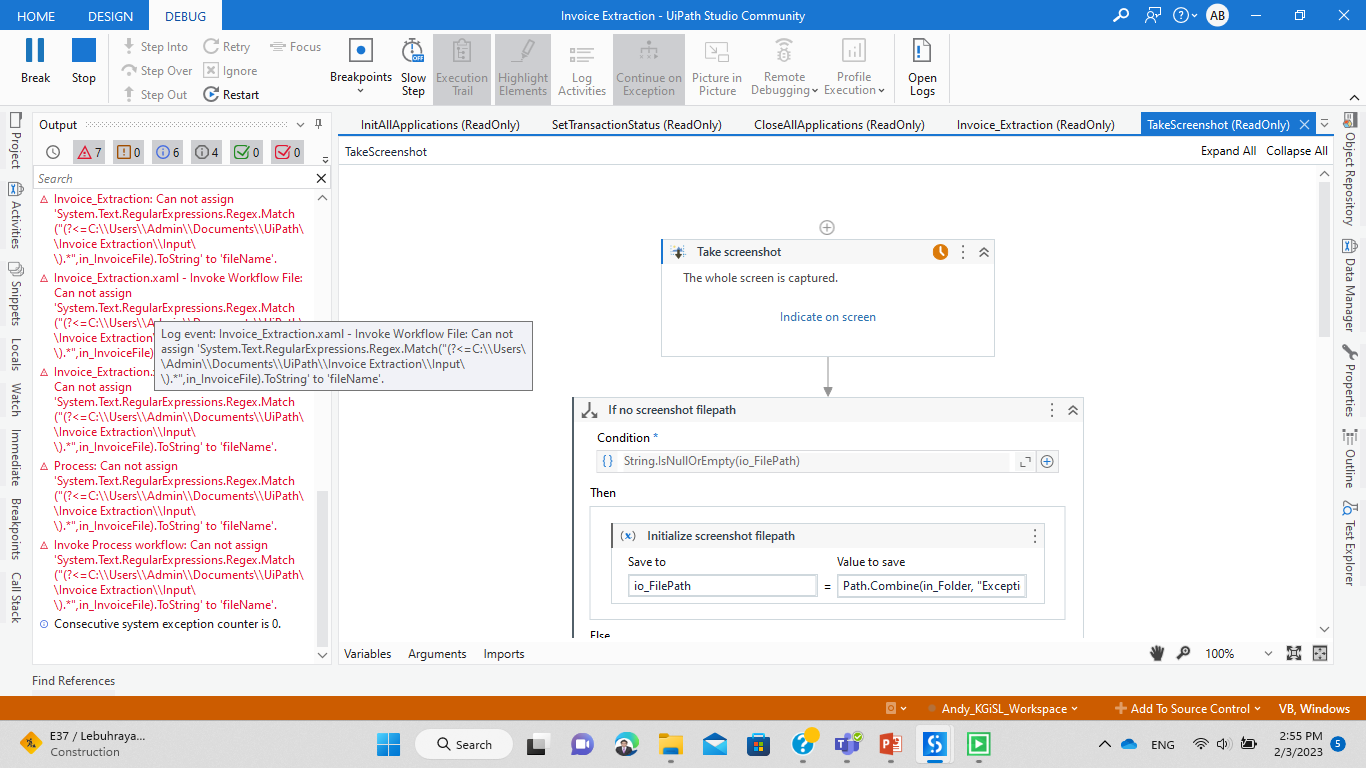 HOME DESIGN DEBUG Invoice Extraction - UiPath Studio Community AB
Break Stop Step Into Step Over Step Out Retry Ignore Restart Focus Breakpoints Slow Step Execution Trail Highlight Elements Log Activities Continue on Exception Picture in Picture Remote Debugging Profile Execution Open Logs
Output
7 0 6 4 0 0
Search
Invoice_Extraction: Can not assign
'System.Text.RegularExpressions.Regex.Match
("(?<=C:\\Users\\Admin\\Documents\\UiPath\
\Invoice Extraction\\Input\
\).*",in_InvoiceFile).ToString' to 'fileName'.
Invoice_Extraction.xaml - Invoke Workflow File:
Can not assign
'System.Text.RegularExpressions.Regex.Match
("(?<=C:\\Users\\Admin\\Documents\\UiPath\
\Invoice Extraction
\).*",in_InvoiceFile)
Log event: Invoice_Extraction.xaml - Invoke Workflow File: Can not
assign 'System.Text.RegularExpressions.Regex.Match("(?<=C:\\Users\
\Admin\\Documents\\UiPath\\Invoice Extraction\\Input\
\).*",in_InvoiceFile).ToString' to 'fileName'.
Invoice_Extraction.
Can not assign
'System.Text.RegularExpressions.Regex.Match
("(?<=C:\\Users\\Admin\\Documents\\UiPath\
\Invoice Extraction\\Input\
\).*",in_InvoiceFile).ToString' to 'fileName'.
Process: Can not assign
'System.Text.RegularExpressions.Regex.Match
("(?<=C:\\Users\\Admin\\Documents\\UiPath\
\Invoice Extraction\\Input\
\).*",in_InvoiceFile).ToString' to 'fileName'.
Invoke Process workflow: Can not assign
'System.Text.RegularExpressions.Regex.Match
("(?<=C:\\Users\\Admin\\Documents\\UiPath\
\Invoice Extraction\\Input\
\).*",in_InvoiceFile).ToString' to 'fileName'.
Consecutive system exception counter is 0.
Find References
Project
Activities
Snippets
Locals
Watch
Immediate
Breakpoints
Call Stack
InitAllApplications (ReadOnly) SetTransactionStatus (ReadOnly) CloseAllApplications (ReadOnly) Invoice_Extraction (ReadOnly) TakeScreenshot (ReadOnly)
TakeScreenshot Expand All Collapse All
Take screenshot
The whole screen is captured.
Indicate on screen
If no screenshot filepath
Condition *
String.IsNullOrEmpty(io_FilePath)
Then
Initialize screenshot filepath
Save to Value to save
io_FilePath = Path.Combine(in_Folder, "Excepti
Else
Variables Arguments Imports 100%
Object Repository
Data Manager
Properties
Outline
Test Explorer
Andy_KGiSL_Workspace Add To Source Control VB, Windows
E37 / Lebuhraya...
Construction
Search
ENG
2:55 PM
2/3/2023
5